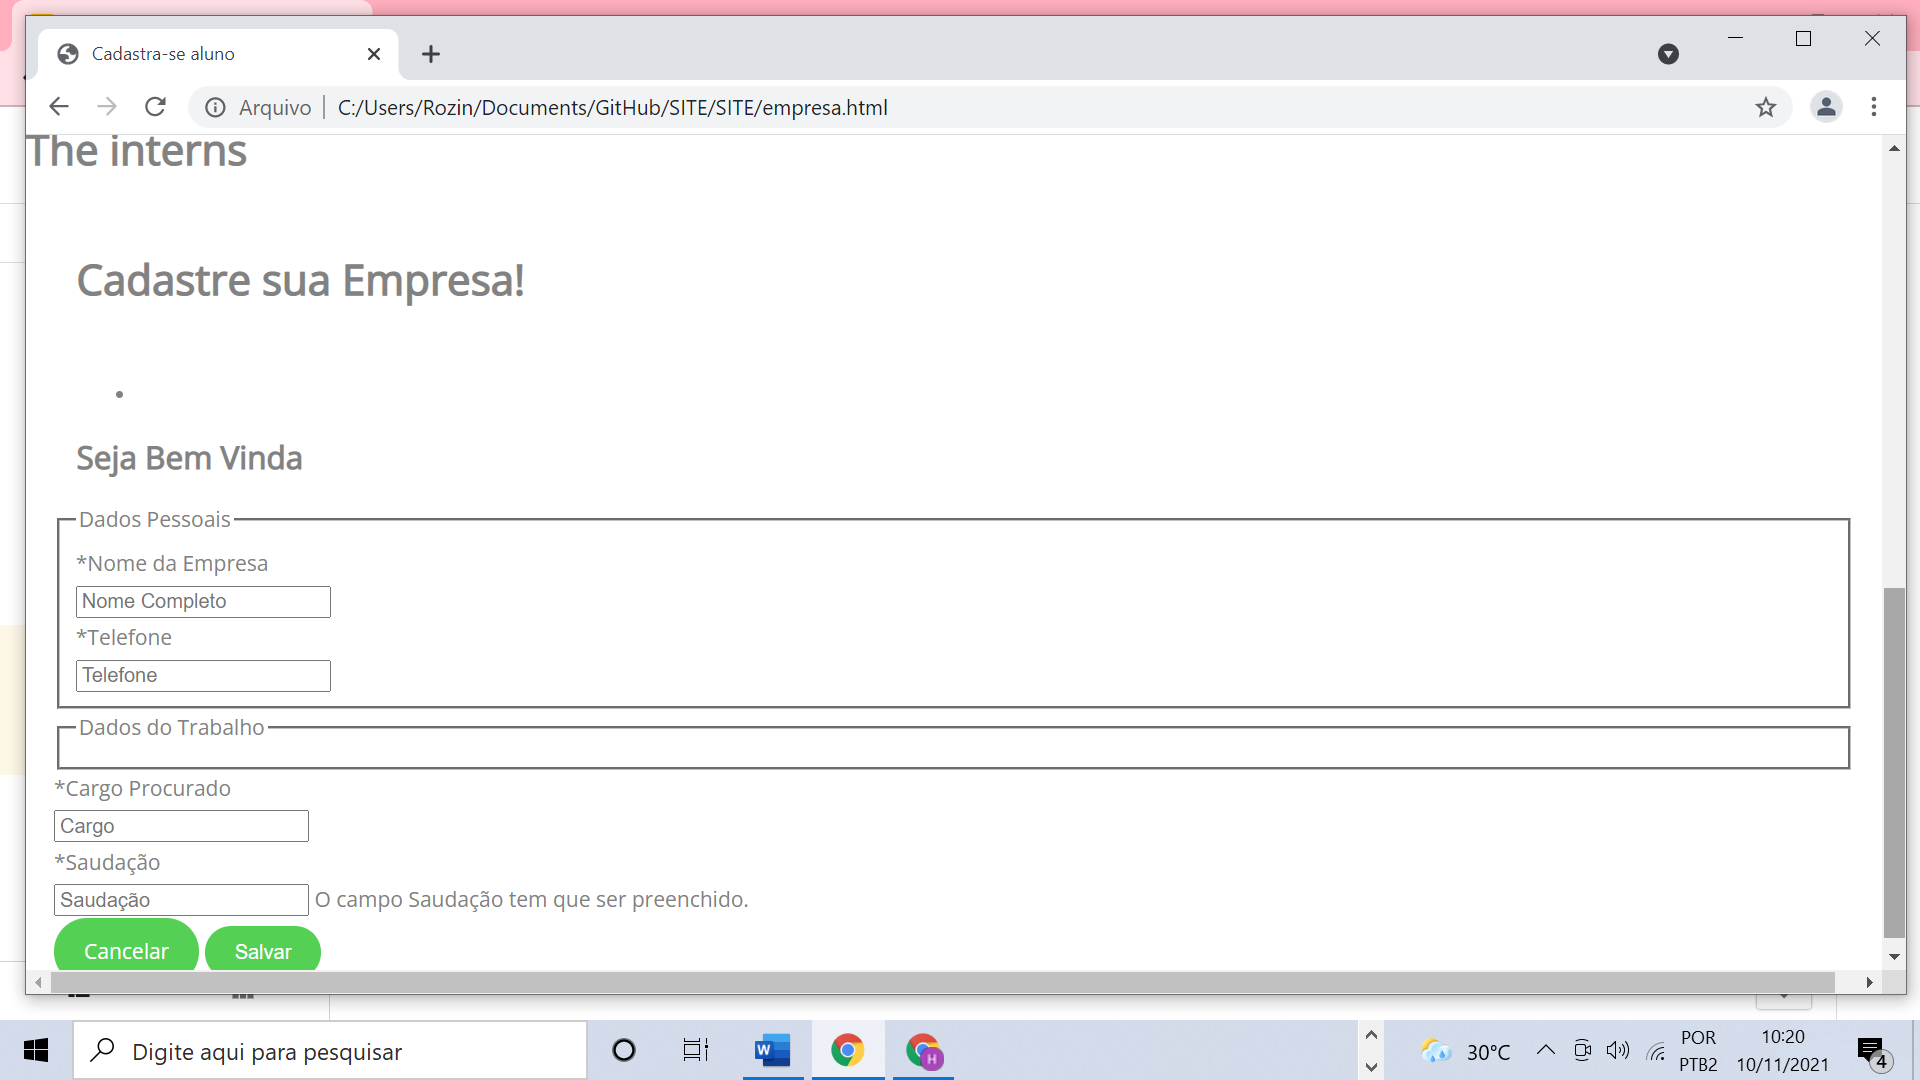 Cadastra-se aluno
Arquivo | C:/Users/Rozin/Documents/GitHub/SITE/SITE/empresa.html
The interns
Cadastre sua Empresa!
Seja Bem Vinda
Dados Pessoais
*Nome da Empresa
Nome Completo
*Telefone
Telefone
Dados do Trabalho
*Cargo Procurado
Cargo
*Saudação
Saudação O campo Saudação tem que ser preenchido.
Cancelar Salvar
Digite aqui para pesquisar
W
H
30°C
POR
PTB2
10:20
10/11/2021
4